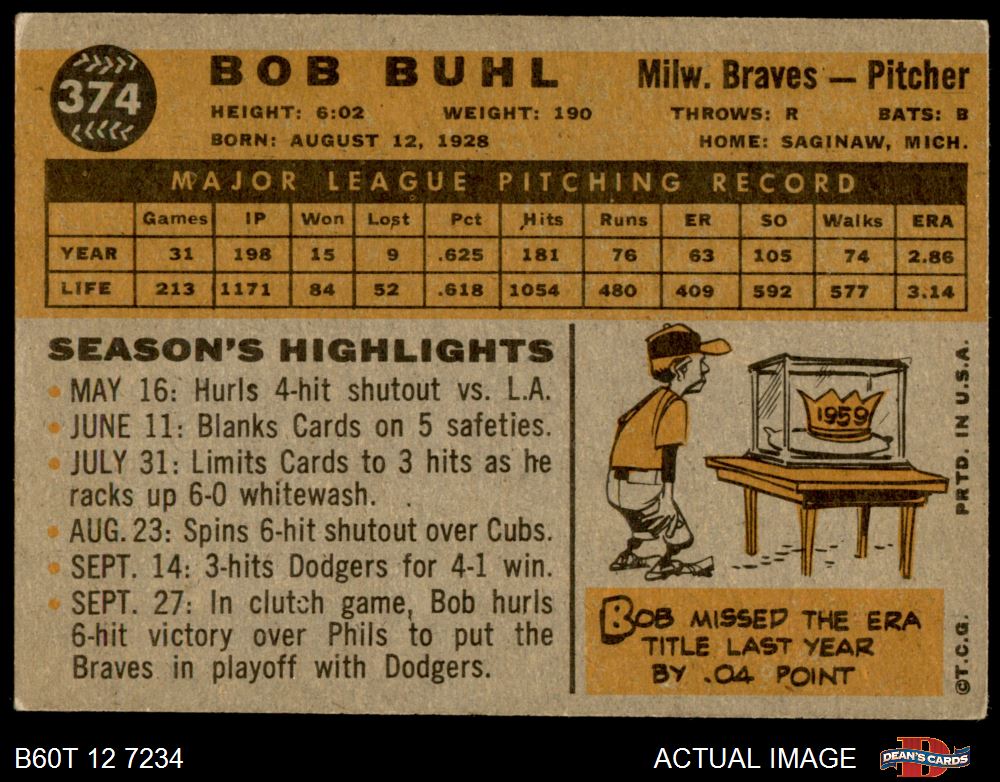 374
BOB BUHL
Milw. Braves — Pitcher
HEIGHT: 6:02 WEIGHT: 190 THROWS: R BATS: B
BORN: AUGUST 12, 1928 HOME: SAGINAW, MICH.
MAJOR LEAGUE PITCHING RECORD
Games IP Won Lost Pct Hits Runs ER SO Walks ERA
YEAR 31 198 15 9 .625 181 76 63 105 74 2.86
LIFE 213 1171 84 52 .618 1054 480 409 592 577 3.14
SEASON'S HIGHLIGHTS
• MAY 16: Hurls 4-hit shutout vs. L.A.
• JUNE 11: Blanks Cards on 5 safeties.
• JULY 31: Limits Cards to 3 hits as he
racks up 6-0 whitewash.
• AUG. 23: Spins 6-hit shutout over Cubs.
• SEPT. 14: 3-hits Dodgers for 4-1 win.
• SEPT. 27: In clutch game, Bob hurls
6-hit victory over Phils to put the
Braves in playoff with Dodgers.
1959
BOB MISSED THE ERA
TITLE LAST YEAR
BY .04 POINT
©T.C.G. PRTD. IN U.S.A.
B60T 12 7234
ACTUAL IMAGE
DEAN'S CARDS